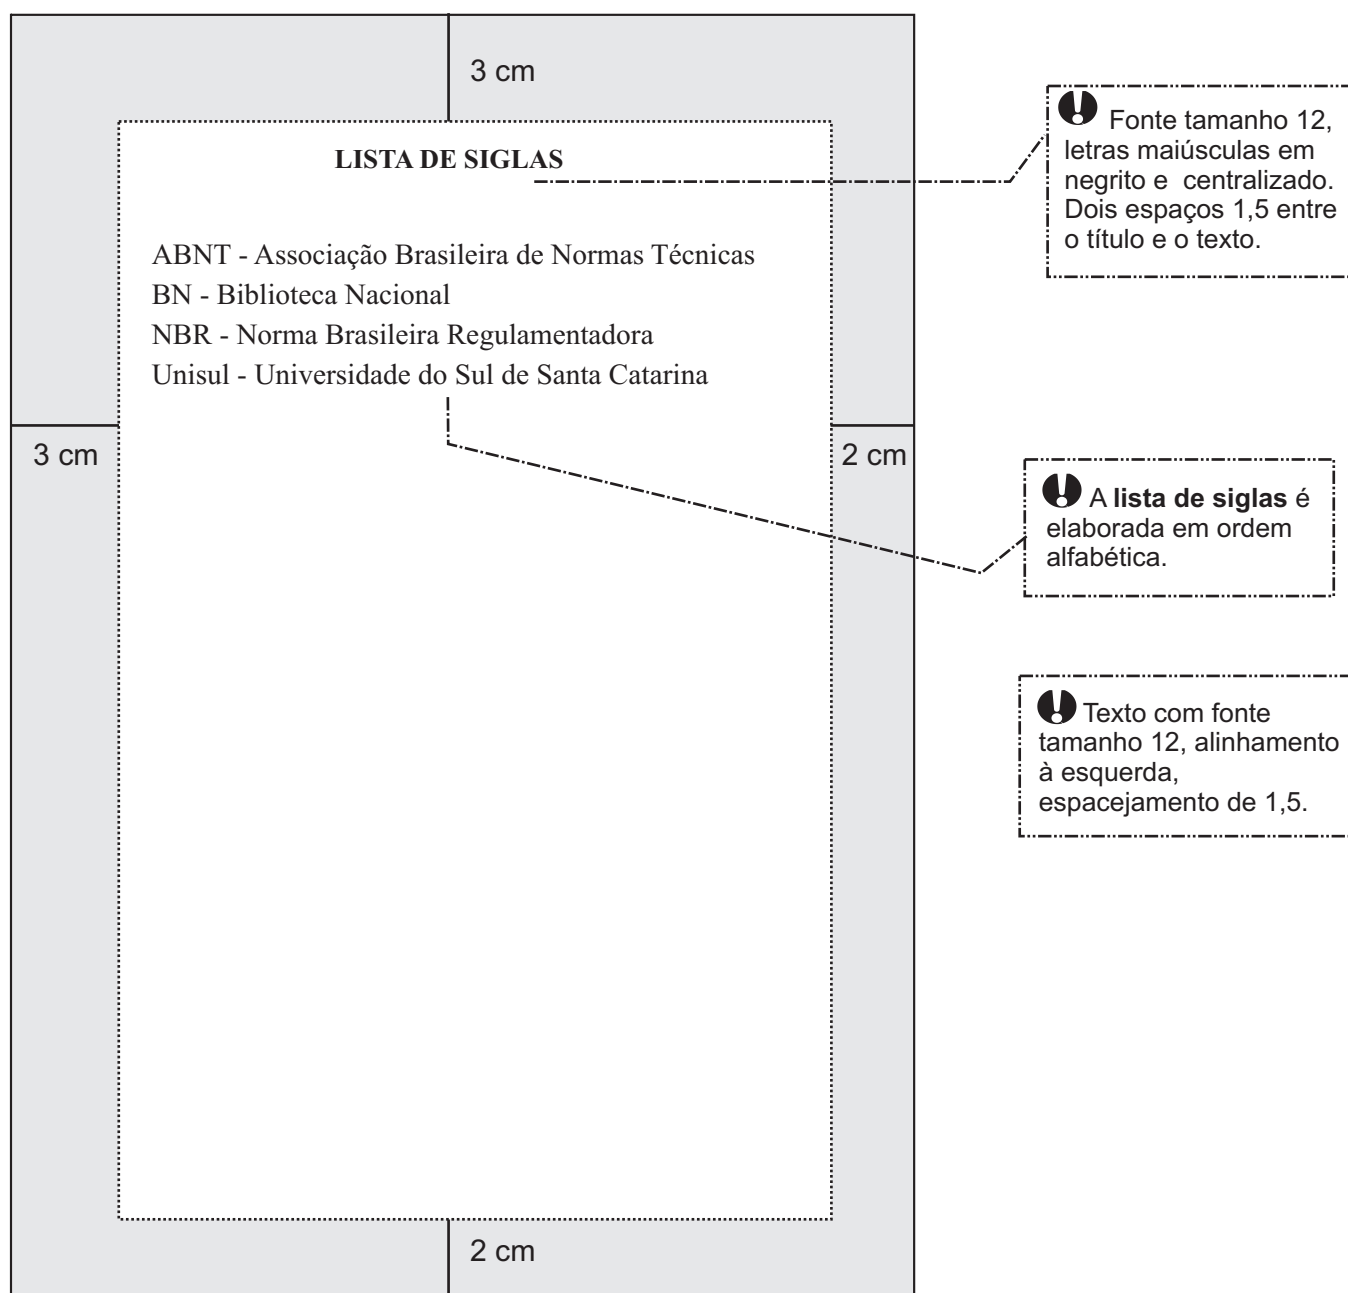 3 cm
LISTA DE SIGLAS
ABNT - Associação Brasileira de Normas Técnicas
BN - Biblioteca Nacional
NBR - Norma Brasileira Regulamentadora
Unisul - Universidade do Sul de Santa Catarina
3 cm
2 cm
2 cm
Fonte tamanho 12,
letras maiúsculas em
negrito e centralizado.
Dois espaços 1,5 entre
o título e o texto.
A lista de siglas é
elaborada em ordem
alfabética.
Texto com fonte
tamanho 12, alinhamento
à esquerda,
espacejamento de 1,5.